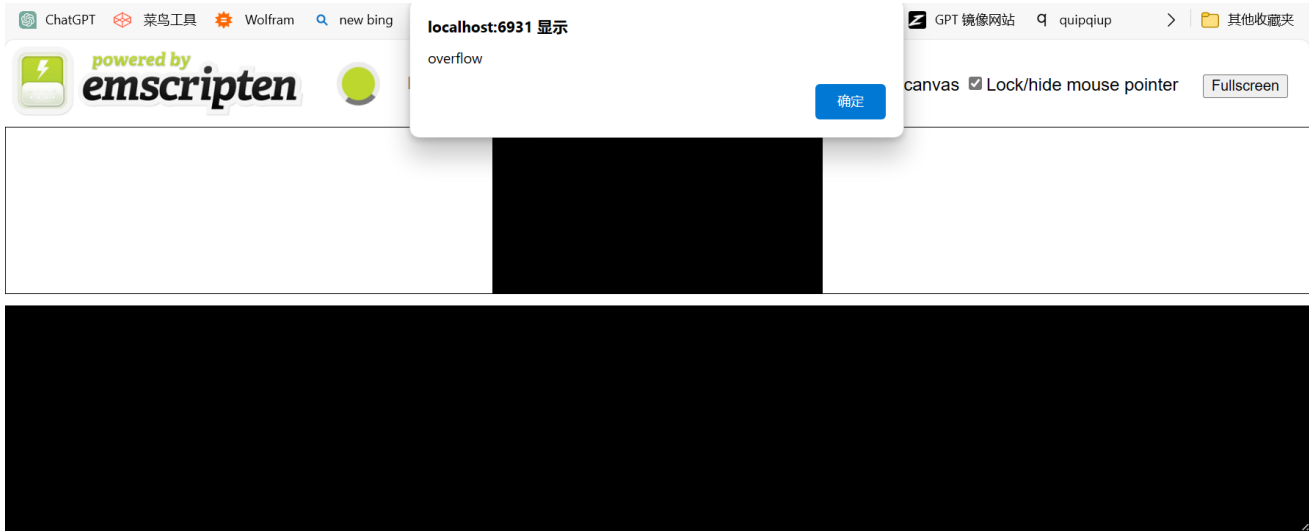 ChatGPT 菜鸟工具 Wolfram new bing GPT 镜像网站 quipqiup 其他收藏夹
localhost:6931 显示
overflow
确定
powered by
emscripten
canvas Lock/hide mouse pointer Fullscreen